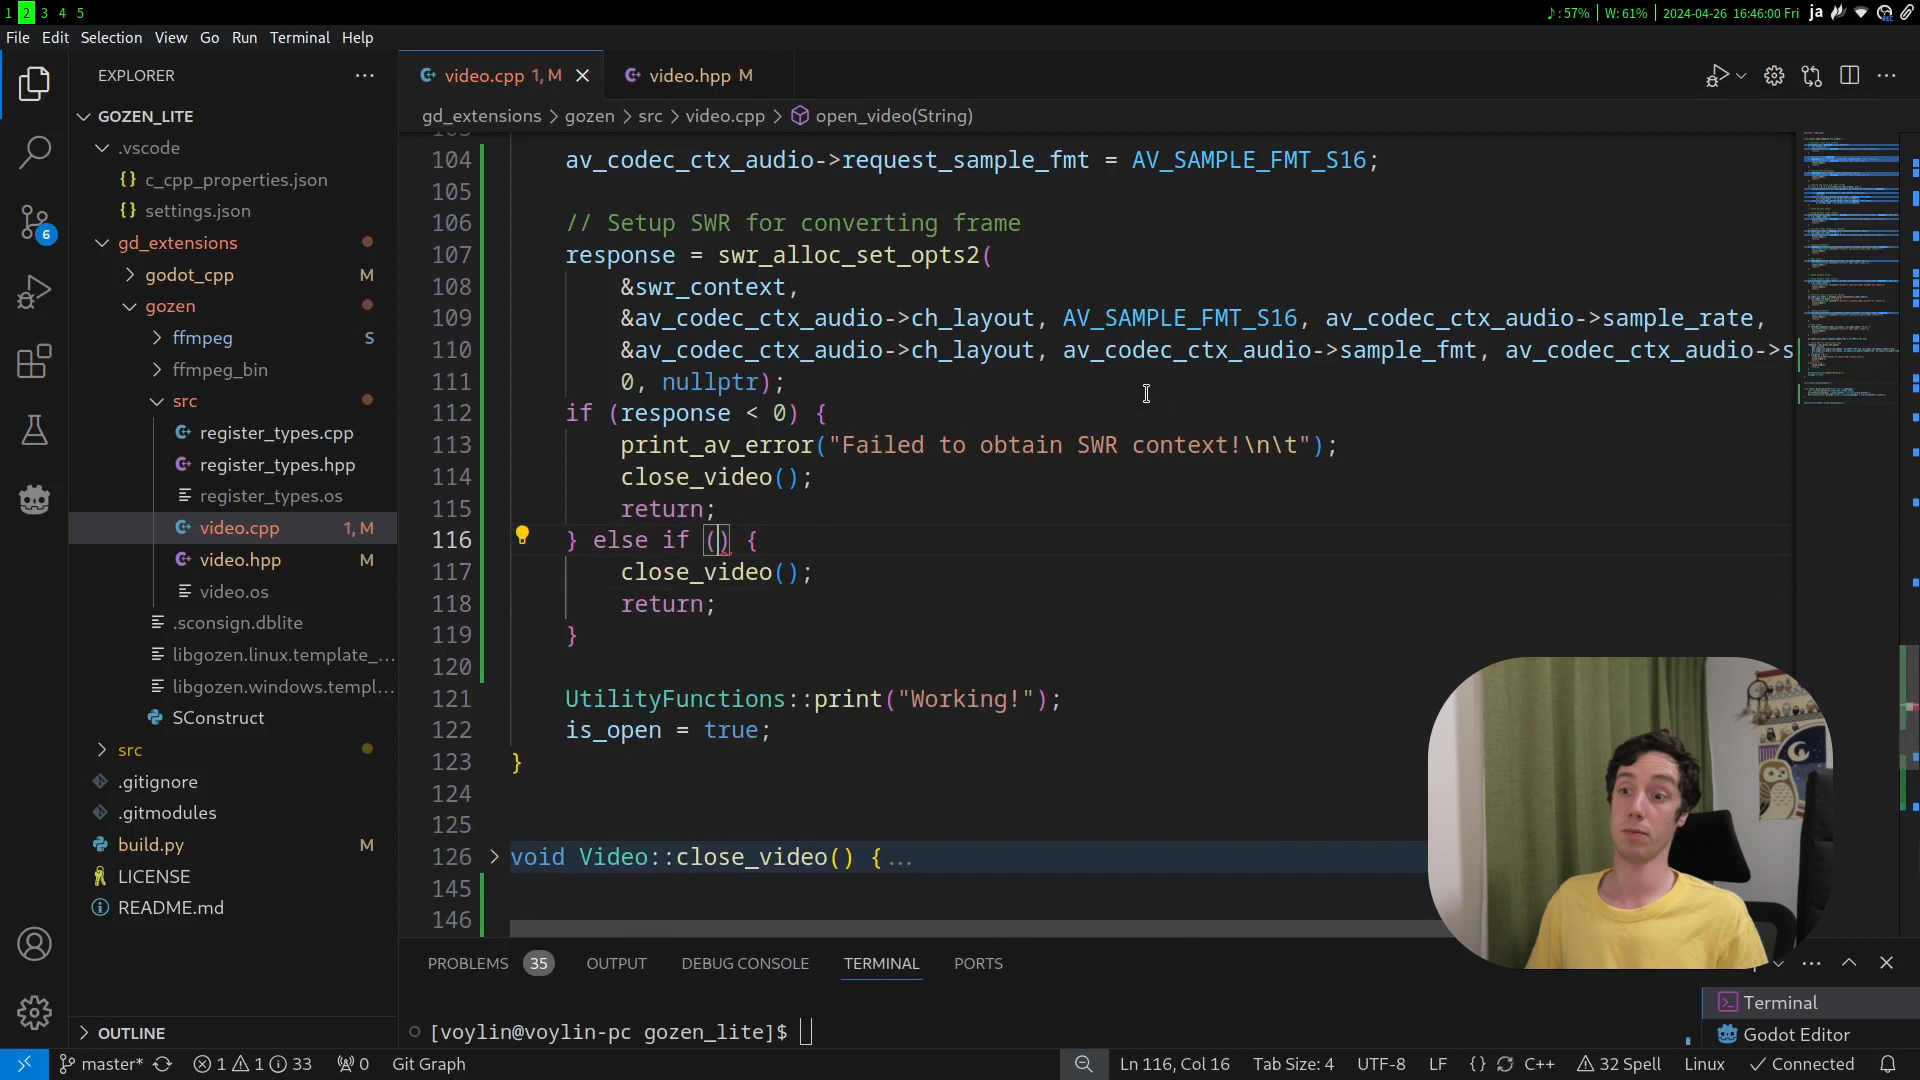 1 2 3 4 5
♪: 57% | W: 61% | 2024-04-26 16:46:00 Fri ja
File Edit Selection View Go Run Terminal Help
EXPLORER
GOZEN_LITE
.vscode
c_cpp_properties.json
settings.json
gd_extensions
godot_cpp M
gozen
ffmpeg S
ffmpeg_bin
src
register_types.cpp
register_types.hpp
register_types.os
video.cpp 1, M
video.hpp M
video.os
.sconsign.dblite
libgozen.linux.template_...
libgozen.windows.templ...
SConstruct
src
.gitignore
.gitmodules
build.py M
LICENSE
README.md
OUTLINE
6
video.cpp 1, M
video.hpp M
gd_extensions > gozen > src > video.cpp > open_video(String)
104 av_codec_ctx_audio->request_sample_fmt = AV_SAMPLE_FMT_S16;
105
106 // Setup SWR for converting frame
107 response = swr_alloc_set_opts2(
108 &swr_context,
109 &av_codec_ctx_audio->ch_layout, AV_SAMPLE_FMT_S16, av_codec_ctx_audio->sample_rate,
110 &av_codec_ctx_audio->ch_layout, av_codec_ctx_audio->sample_fmt, av_codec_ctx_audio->s
111 0, nullptr);
112 if (response < 0) {
113 print_av_error("Failed to obtain SWR context!\n\t");
114 close_video();
115 return;
116 } else if () {
117 close_video();
118 return;
119 }
120
121 UtilityFunctions::print("Working!");
122 is_open = true;
123 }
124
125
126 void Video::close_video() {...
145
146
PROBLEMS 35 OUTPUT DEBUG CONSOLE TERMINAL PORTS
[voylin@voylin-pc gozen_lite]$
Terminal
Godot Editor
master* 1 1 33 0 Git Graph Ln 116, Col 16 Tab Size: 4 UTF-8 LF {} C++ 32 Spell Linux Connected